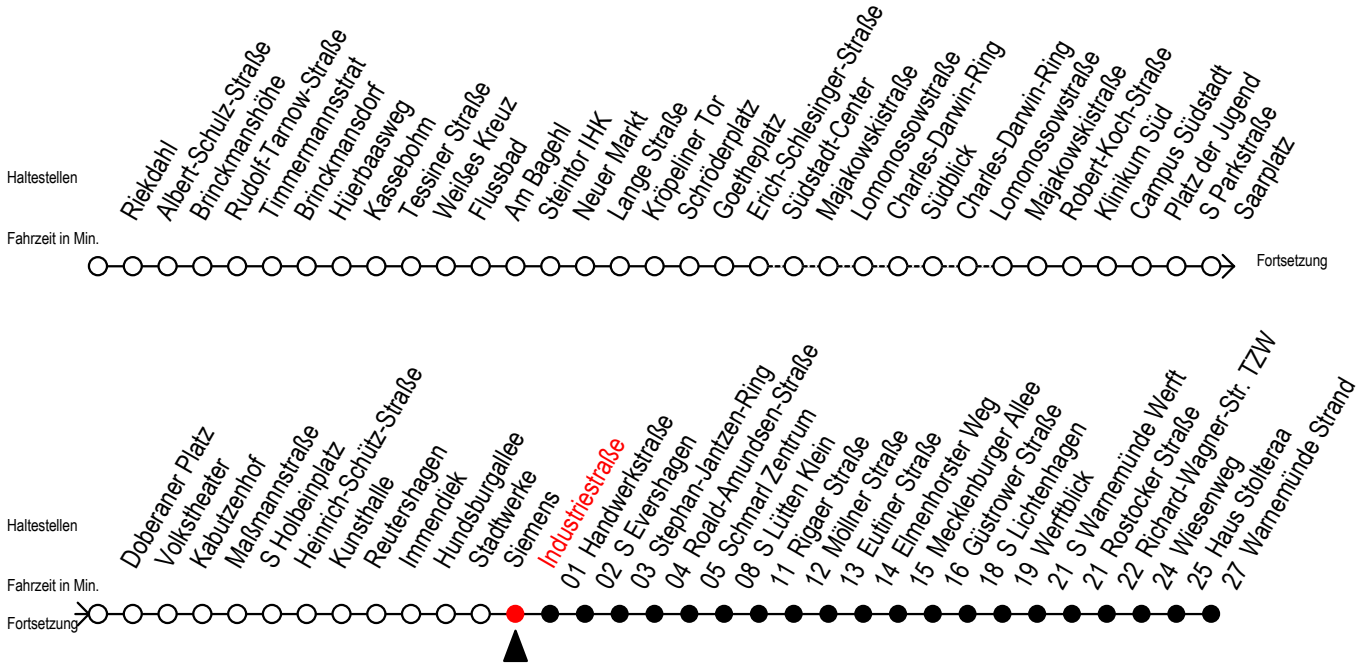 Haltestellen
Riekdahl
Albert-Schulz-Straße
Brinckmanshöhe
Rudolf-Tarnow-Straße
Timmermannsstrat
Brinckmansdorf
Hüerbaasweg
Kassebohm
Tessiner Straße
Weißes Kreuz
Flussbad
Am Bagehl
Steintor IHK
Neuer Markt
Lange Straße
Kröpeliner Tor
Schröderplatz
Goetheplatz
Erich-Schlesinger-Straße
Südstadt-Center
Majakowskistraße
Lomonossowstraße
Charles-Darwin-Ring
Südblick
Charles-Darwin-Ring
Lomonossowstraße
Majakowskistraße
Robert-Koch-Straße
Klinikum Süd
Campus Südstadt
Platz der Jugend
S Parkstraße
Saarplatz
Fahrzeit in Min.
Fortsetzung
Haltestellen
Doberaner Platz
Volkstheater
Kabutzenhof
Maßmannstraße
S Holbeinplatz
Heinrich-Schütz-Straße
Kunsthalle
Reutershagen
Immendiek
Hundsburgallee
Stadtwerke
Siemens
Industriestraße
01 Handwerkstraße
02 S Evershagen
03 Stephan-Jantzen-Ring
04 Roald-Amundsen-Straße
05 Schmarl Zentrum
08 S Lütten Klein
11 Rigaer Straße
12 Möllner Straße
13 Eutiner Straße
14 Elmenhorster Weg
15 Mecklenburger Allee
16 Güstrower Straße
18 S Lichtenhagen
19 Werftblick
21 S Warnemünde Werft
21 Rostocker Straße
22 Richard-Wagner-Str. TZW
24 Wiesenweg
25 Haus Stolteraa
27 Warnemünde Strand
Fahrzeit in Min.
Fortsetzung